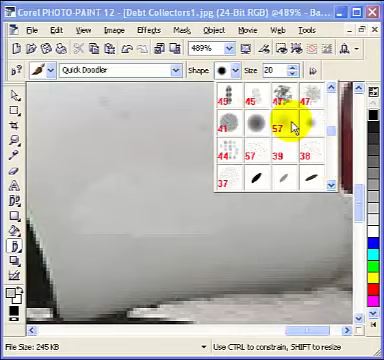 Corel PHOTO-PAINT 12 - [Debt Collectors1.jpg (24-Bit RGB) @489% - Ba...
File Edit View Image Effects Mask Object Movie Web Tools
489%
Quick Doodler Shape Size 20
49 45 47 47
41 57
44 57 39 38
37
File Size: 245 KB Use CTRL to constrain, SHIFT to resize